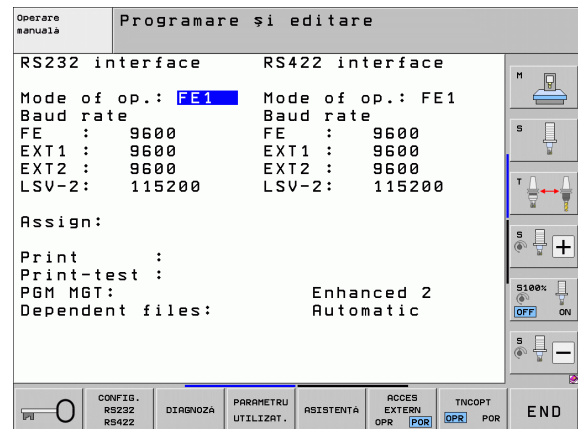 Operare manuală
Programare şi editare
RS232 interface RS422 interface
Mode of op.: FE1 Mode of op.: FE1
Baud rate Baud rate
FE : 9600 FE : 9600
EXT1 : 9600 EXT1 : 9600
EXT2 : 9600 EXT2 : 9600
LSV-2: 115200 LSV-2: 115200
Assign:
Print :
Print-test :
PGM MGT: Enhanced 2
Dependent files: Automatic
M
S
T
S +
S100%
OFF ON
S −
CONFIG. RS232 RS422
DIAGNOZĂ
PARAMETRU UTILIZAT.
ASISTENTĂ
ACCES EXTERN OPR POR
TNCOPT OPR POR
END